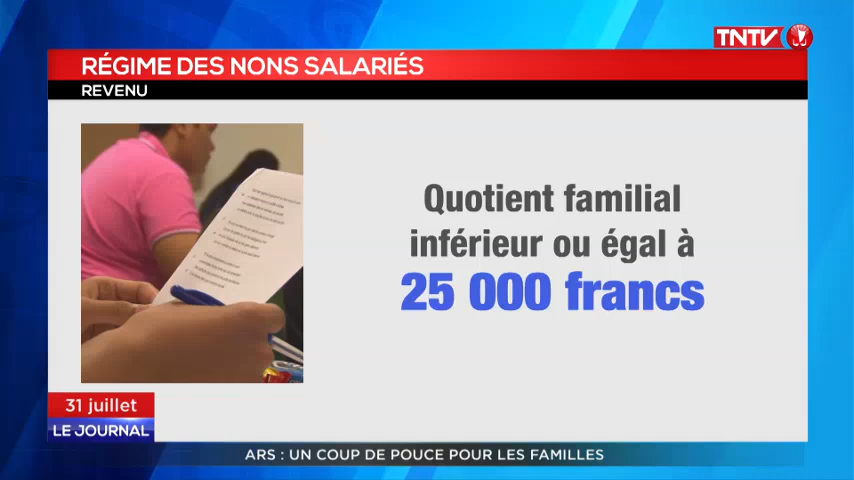 TNTV
RÉGIME DES NONS SALARIÉS
REVENU
Quotient familial
inférieur ou égal à
25 000 francs
31 juillet
LE JOURNAL
ARS : UN COUP DE POUCE POUR LES FAMILLES